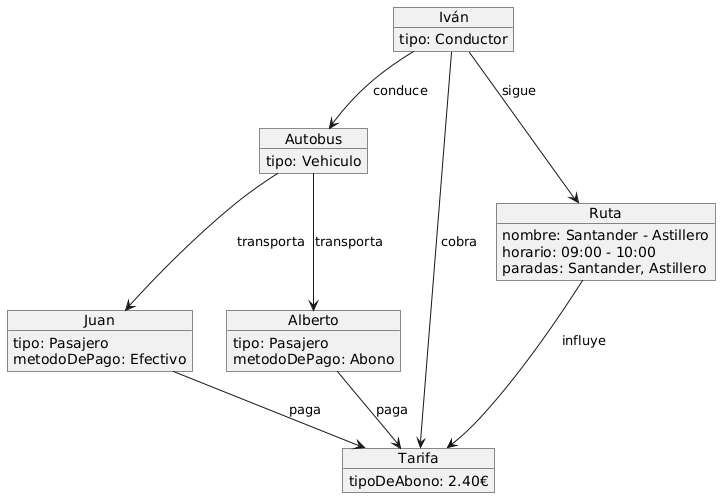 Iván
tipo: Conductor
conduce
sigue
Autobus
tipo: Vehiculo
Ruta
nombre: Santander - Astillero
horario: 09:00 - 10:00
paradas: Santander, Astillero
transporta
transporta
cobra
Juan
tipo: Pasajero
metodoDePago: Efectivo
Alberto
tipo: Pasajero
metodoDePago: Abono
influye
paga
paga
Tarifa
tipoDeAbono: 2.40€